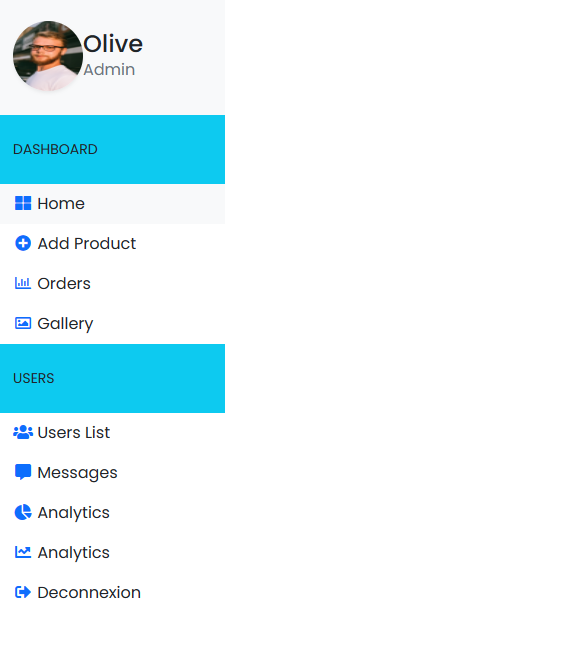 Olive
Admin
DASHBOARD
Home
Add Product
Orders
Gallery
USERS
Users List
Messages
Analytics
Analytics
Deconnexion